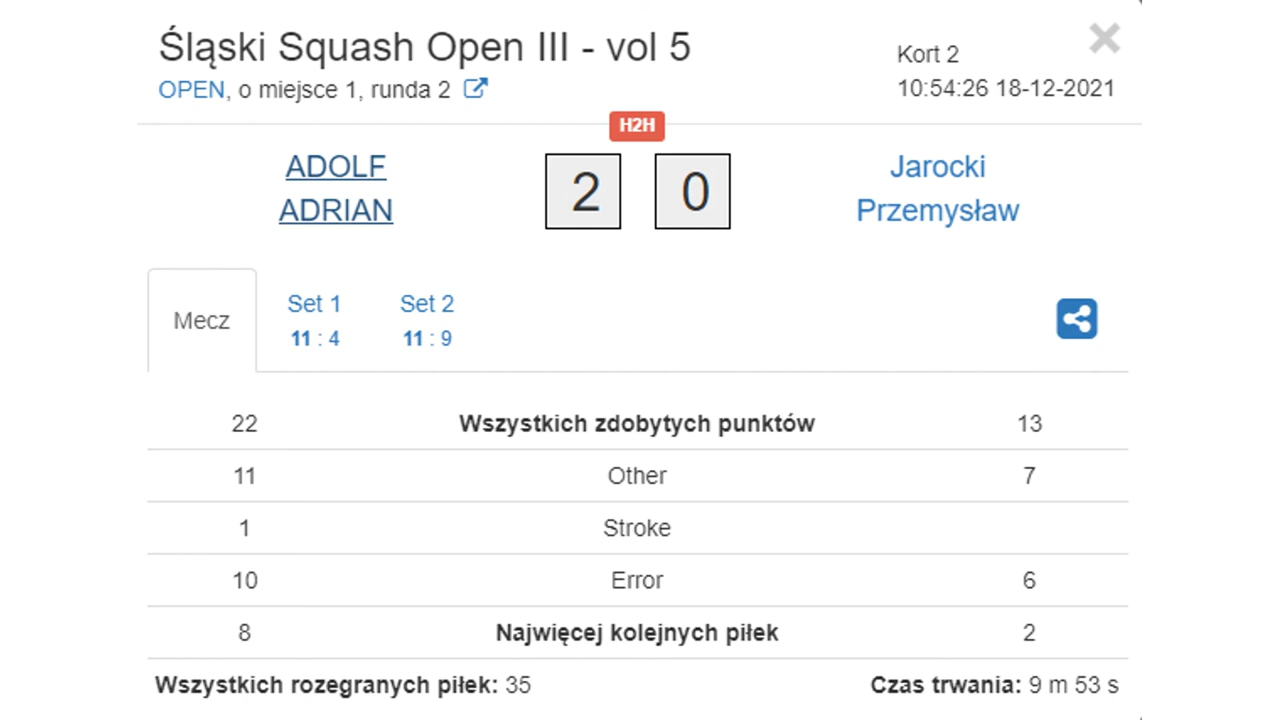 Śląski Squash Open III - vol 5
OPEN, o miejsce 1, runda 2
Kort 2
10:54:26 18-12-2021
H2H
ADOLF
ADRIAN
2 0
Jarocki
Przemysław
Mecz
Set 1
11 : 4
Set 2
11 : 9
22 Wszystkich zdobytych punktów 13
11 Other 7
1 Stroke
10 Error 6
8 Najwięcej kolejnych piłek 2
Wszystkich rozegranych piłek: 35
Czas trwania: 9 m 53 s